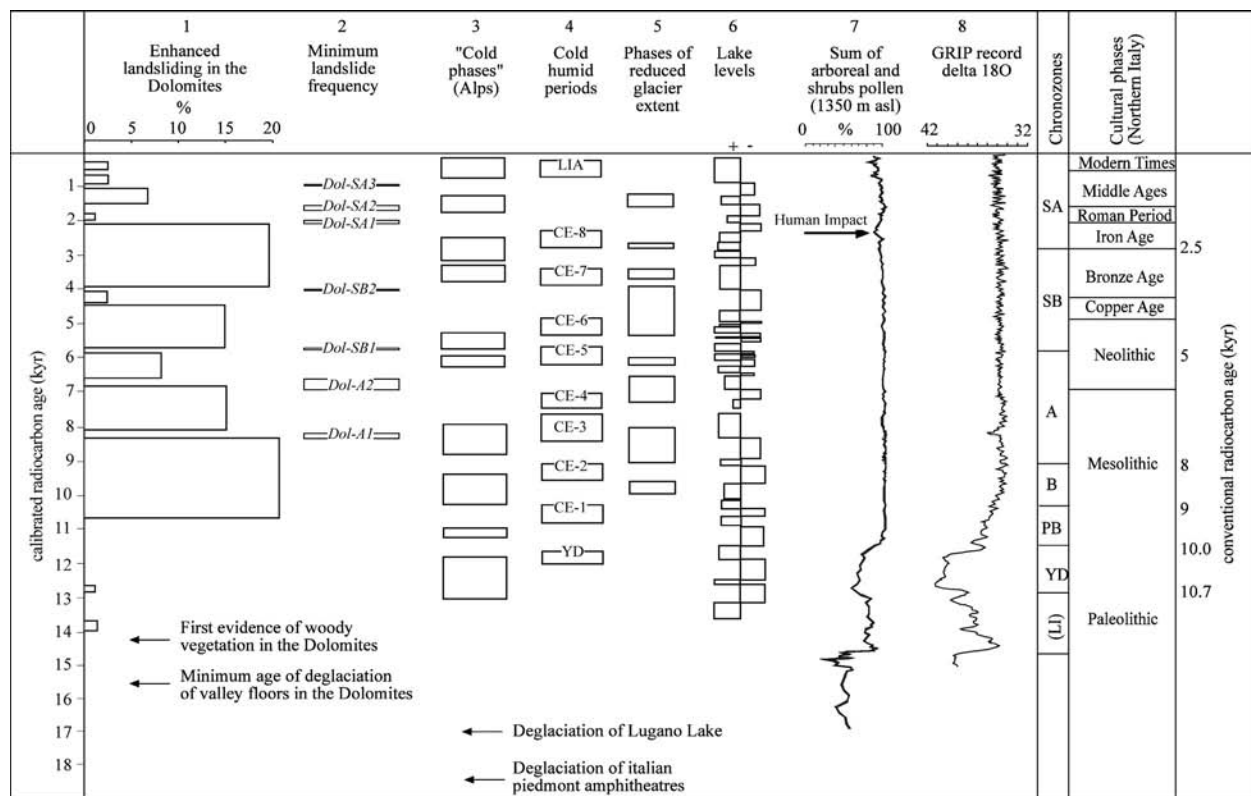 1
2
3
4
5
6
7
8
Enhanced
landsliding in the
Dolomites
%
0 5 10 15 20
Minimum
landslide
frequency
"Cold
phases"
(Alps)
Cold
humid
periods
Phases of
reduced
glacier
extent
Lake
levels
+ -
Sum of
arboreal and
shrubs pollen
(1350 m asl)
0 % 100
GRIP record
delta 18O
42 32
Chronozones
Cultural phases
(Northern Italy)
calibrated radiocarbon age (kyr)
1
2
3
4
5
6
7
8
9
10
11
12
13
14
15
16
17
18
Dol-SA3
Dol-SA2
Dol-SA1
Dol-SB2
Dol-SB1
Dol-A2
Dol-A1
LIA
CE-8
CE-7
CE-6
CE-5
CE-4
CE-3
CE-2
CE-1
YD
Human Impact
SA
SB
A
B
PB
YD
(LI)
Modern Times
Middle Ages
Roman Period
Iron Age
Bronze Age
Copper Age
Neolithic
Mesolithic
Paleolithic
2.5
5
8
9
10.0
10.7
conventional radiocarbon age (kyr)
First evidence of woody
vegetation in the Dolomites
Minimum age of deglaciation
of valley floors in the Dolomites
Deglaciation of Lugano Lake
Deglaciation of italian
piedmont amphitheatres